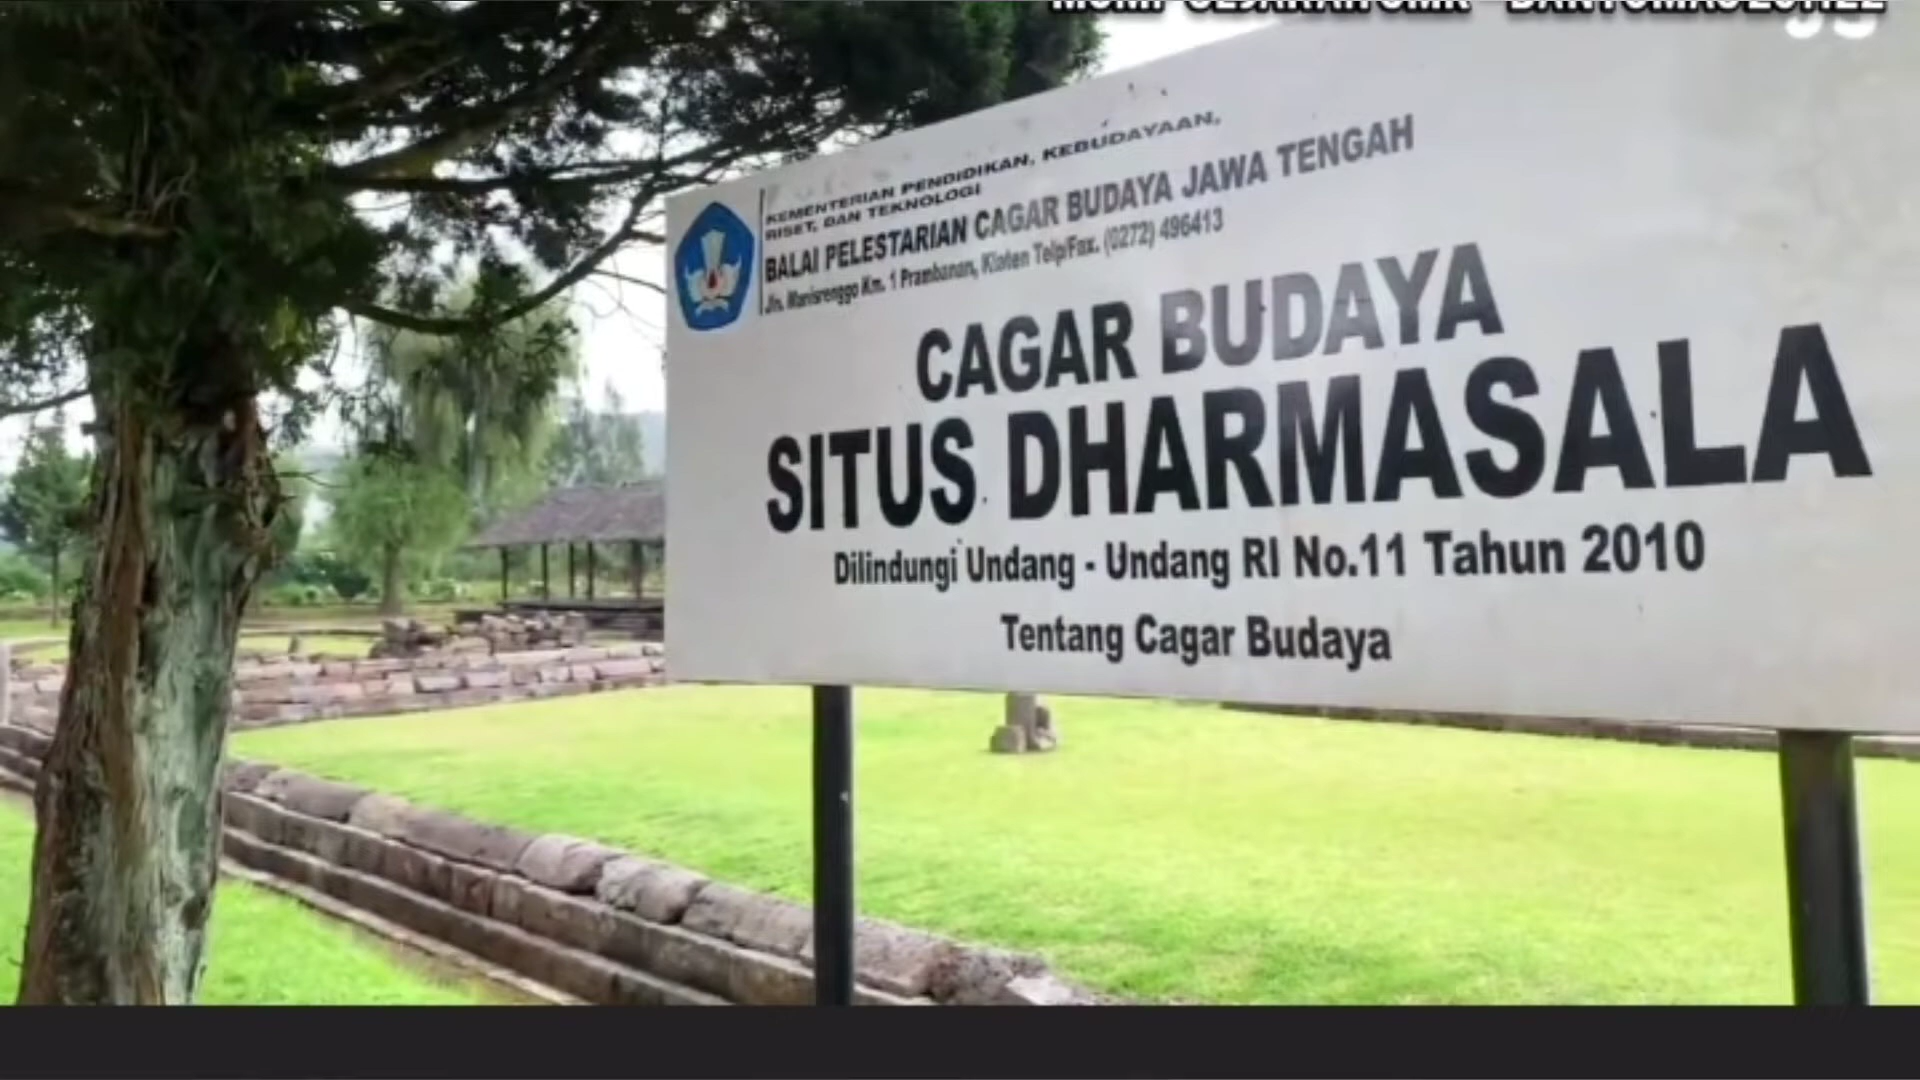 KEMENTERIAN PENDIDIKAN, KEBUDAYAAN,
RISET, DAN TEKNOLOGI
BALAI PELESTARIAN CAGAR BUDAYA JAWA TENGAH
Jln. Manisrenggo Km. 1 Prambanan, Klaten Telp/Fax. (0272) 496413
CAGAR BUDAYA
SITUS DHARMASALA
Dilindungi Undang - Undang RI No.11 Tahun 2010
Tentang Cagar Budaya